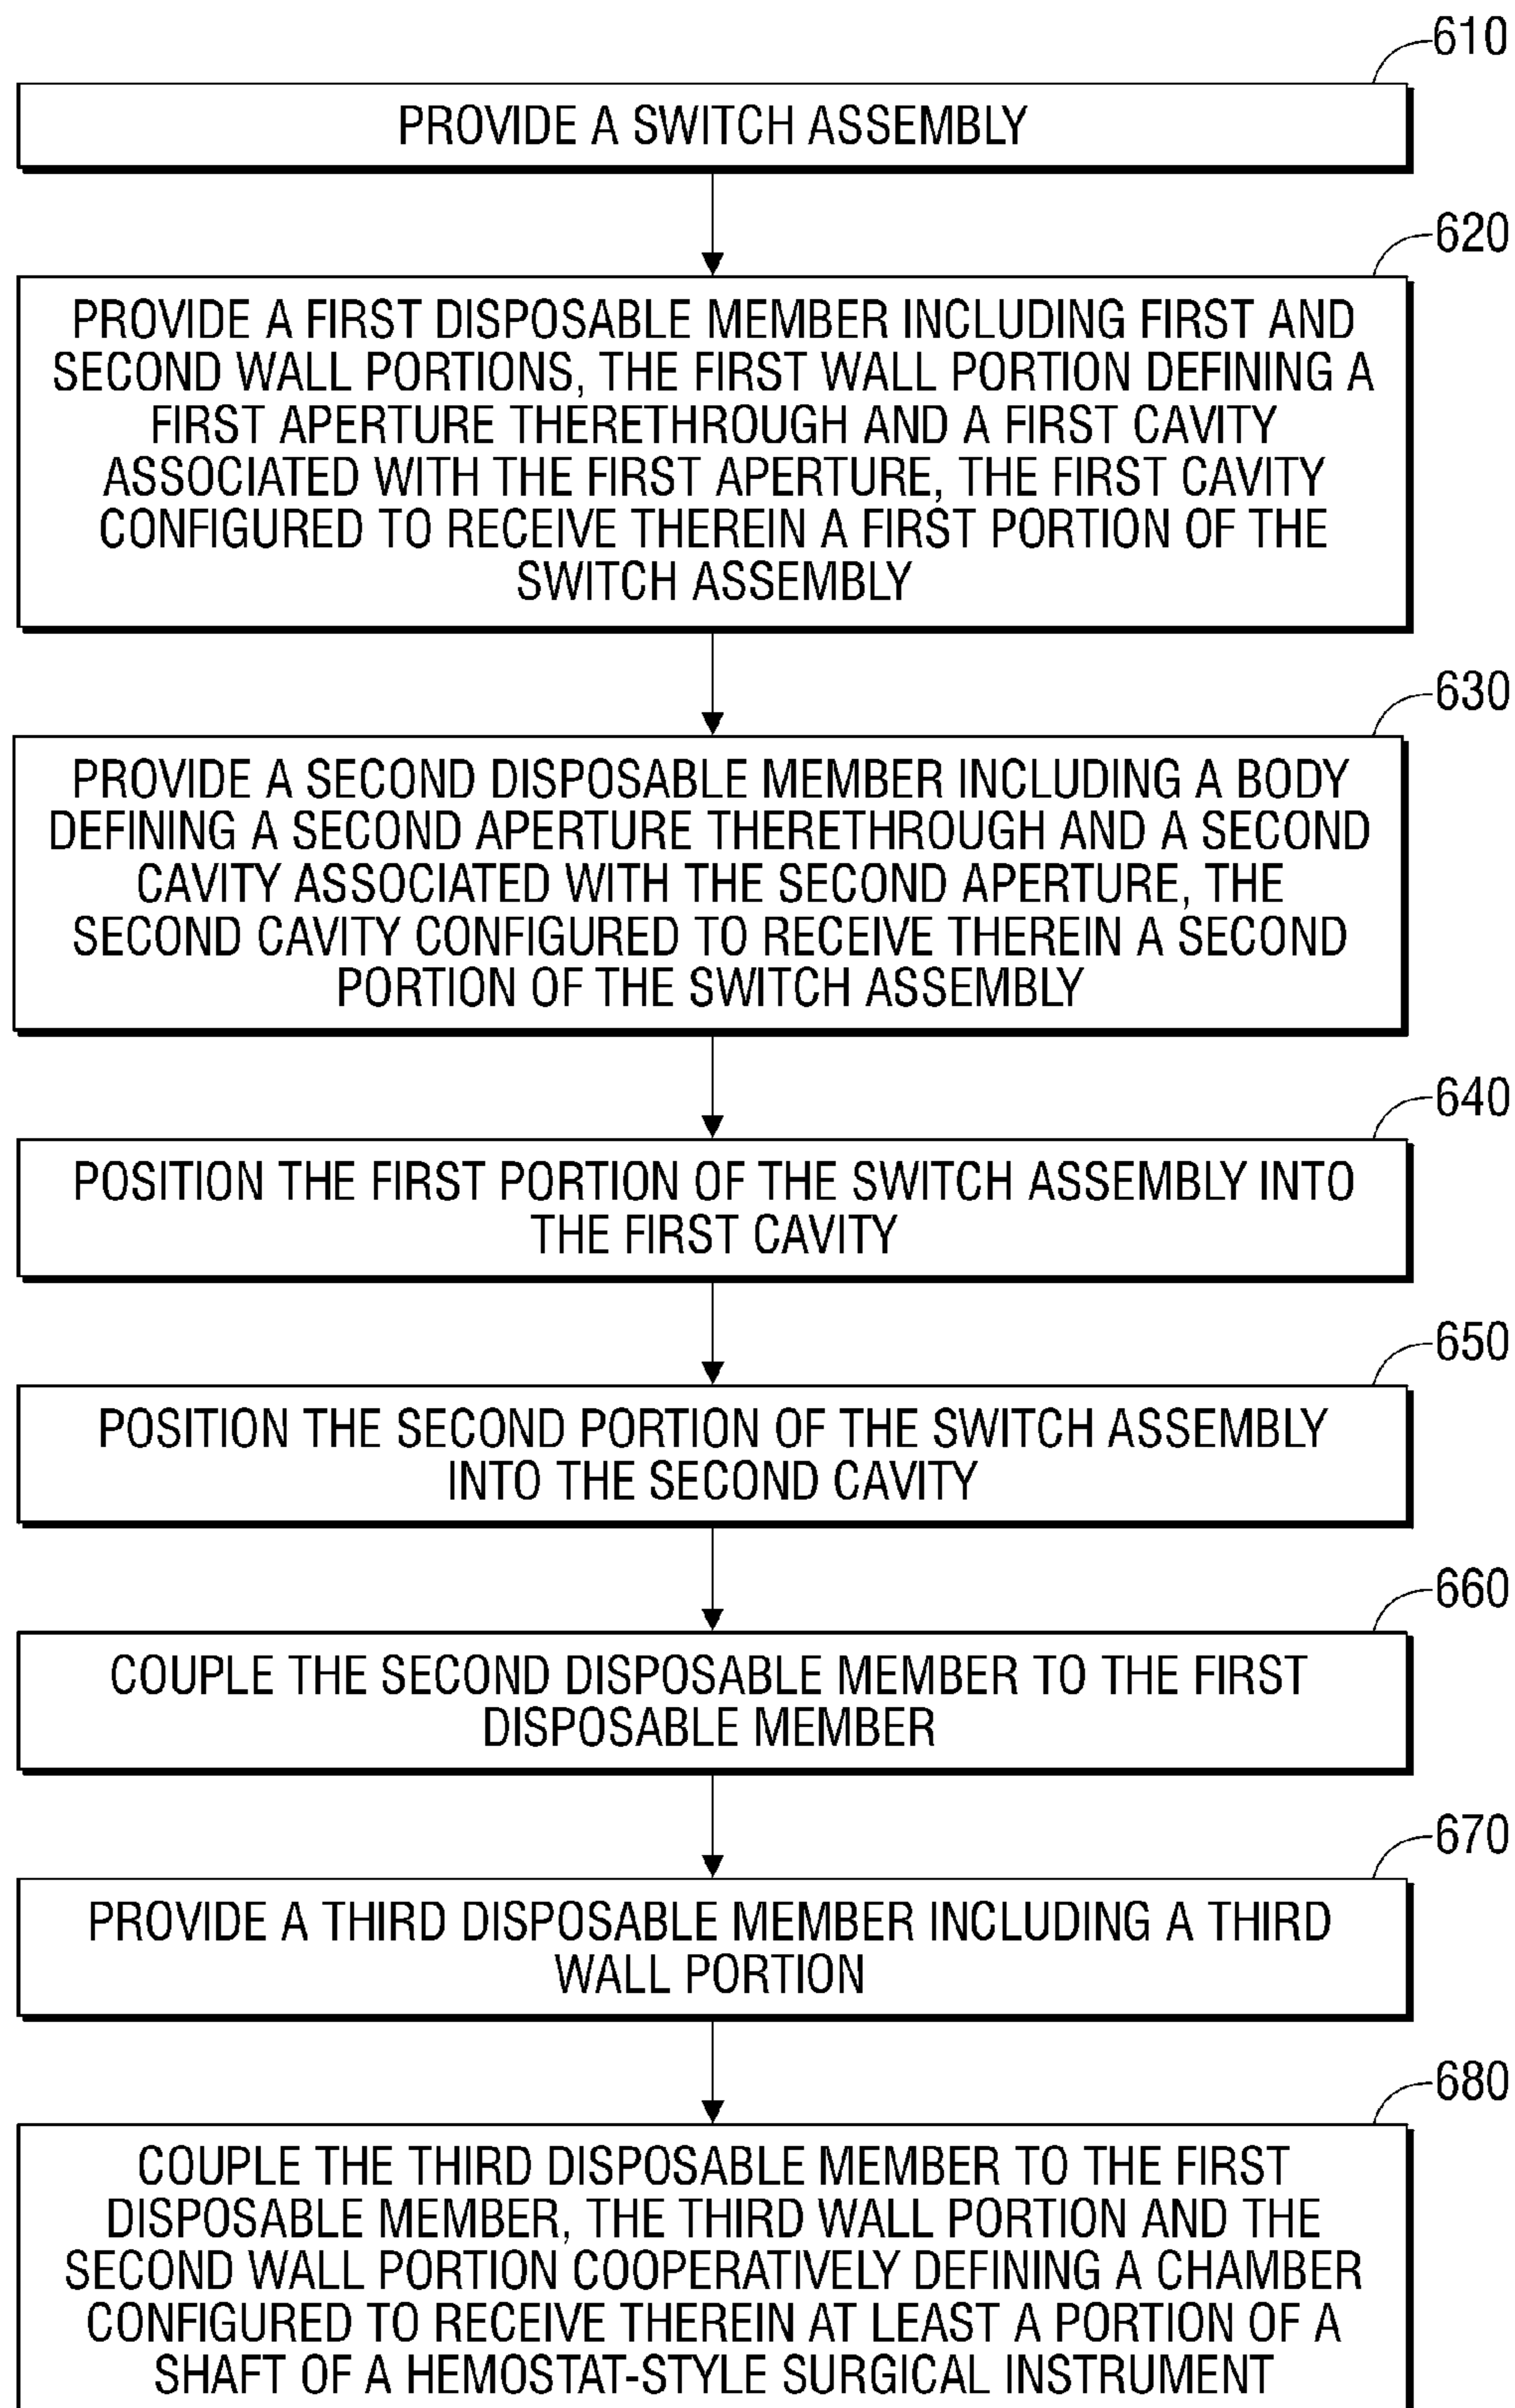 610
PROVIDE A SWITCH ASSEMBLY
620
PROVIDE A FIRST DISPOSABLE MEMBER INCLUDING FIRST AND
SECOND WALL PORTIONS, THE FIRST WALL PORTION DEFINING A
FIRST APERTURE THERETHROUGH AND A FIRST CAVITY
ASSOCIATED WITH THE FIRST APERTURE, THE FIRST CAVITY
CONFIGURED TO RECEIVE THEREIN A FIRST PORTION OF THE
SWITCH ASSEMBLY
630
PROVIDE A SECOND DISPOSABLE MEMBER INCLUDING A BODY
DEFINING A SECOND APERTURE THERETHROUGH AND A SECOND
CAVITY ASSOCIATED WITH THE SECOND APERTURE, THE
SECOND CAVITY CONFIGURED TO RECEIVE THEREIN A SECOND
PORTION OF THE SWITCH ASSEMBLY
640
POSITION THE FIRST PORTION OF THE SWITCH ASSEMBLY INTO
THE FIRST CAVITY
650
POSITION THE SECOND PORTION OF THE SWITCH ASSEMBLY
INTO THE SECOND CAVITY
660
COUPLE THE SECOND DISPOSABLE MEMBER TO THE FIRST
DISPOSABLE MEMBER
670
PROVIDE A THIRD DISPOSABLE MEMBER INCLUDING A THIRD
WALL PORTION
680
COUPLE THE THIRD DISPOSABLE MEMBER TO THE FIRST
DISPOSABLE MEMBER, THE THIRD WALL PORTION AND THE
SECOND WALL PORTION COOPERATIVELY DEFINING A CHAMBER
CONFIGURED TO RECEIVE THEREIN AT LEAST A PORTION OF A
SHAFT OF A HEMOSTAT-STYLE SURGICAL INSTRUMENT